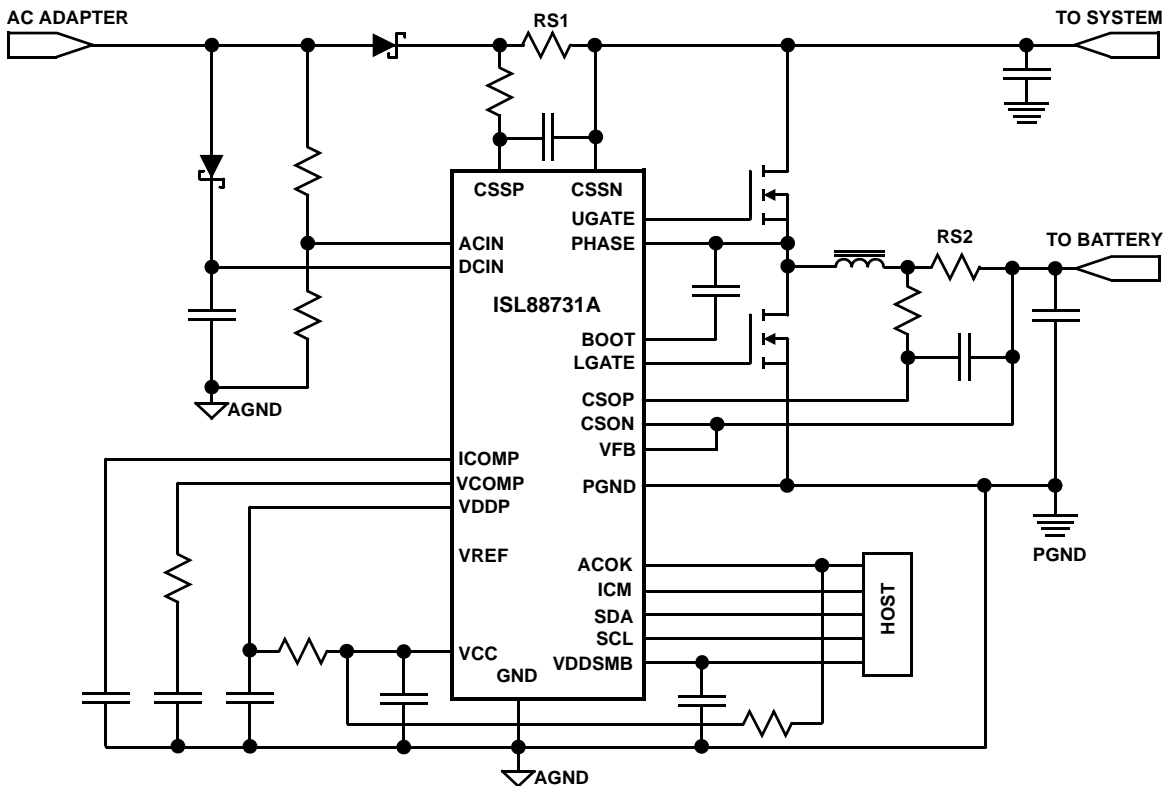 AC ADAPTER
RS1
TO SYSTEM
CSSP
CSSN
UGATE
PHASE
ACIN
DCIN
RS2
TO BATTERY
ISL88731A
BOOT
LGATE
AGND
CSOP
CSON
VFB
ICOMP
VCOMP
VDDP
PGND
VREF
PGND
ACOK
ICM
SDA
SCL
VDDSMB
HOST
VCC
GND
AGND